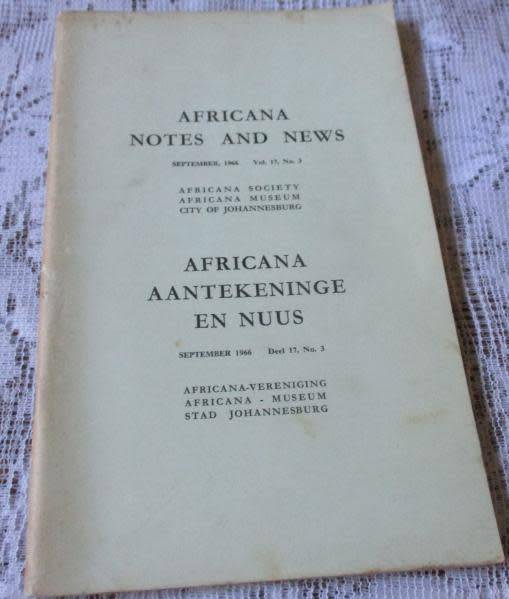 AFRICANA
NOTES AND NEWS
SEPTEMBER, 1966 Vol. 17, No. 3
AFRICANA SOCIETY
AFRICANA MUSEUM
CITY OF JOHANNESBURG
AFRICANA
AANTEKENINGE
EN NUUS
SEPTEMBER 1966 Deel 17, No. 3
AFRICANA-VERENIGING
AFRICANA - MUSEUM
STAD JOHANNESBURG